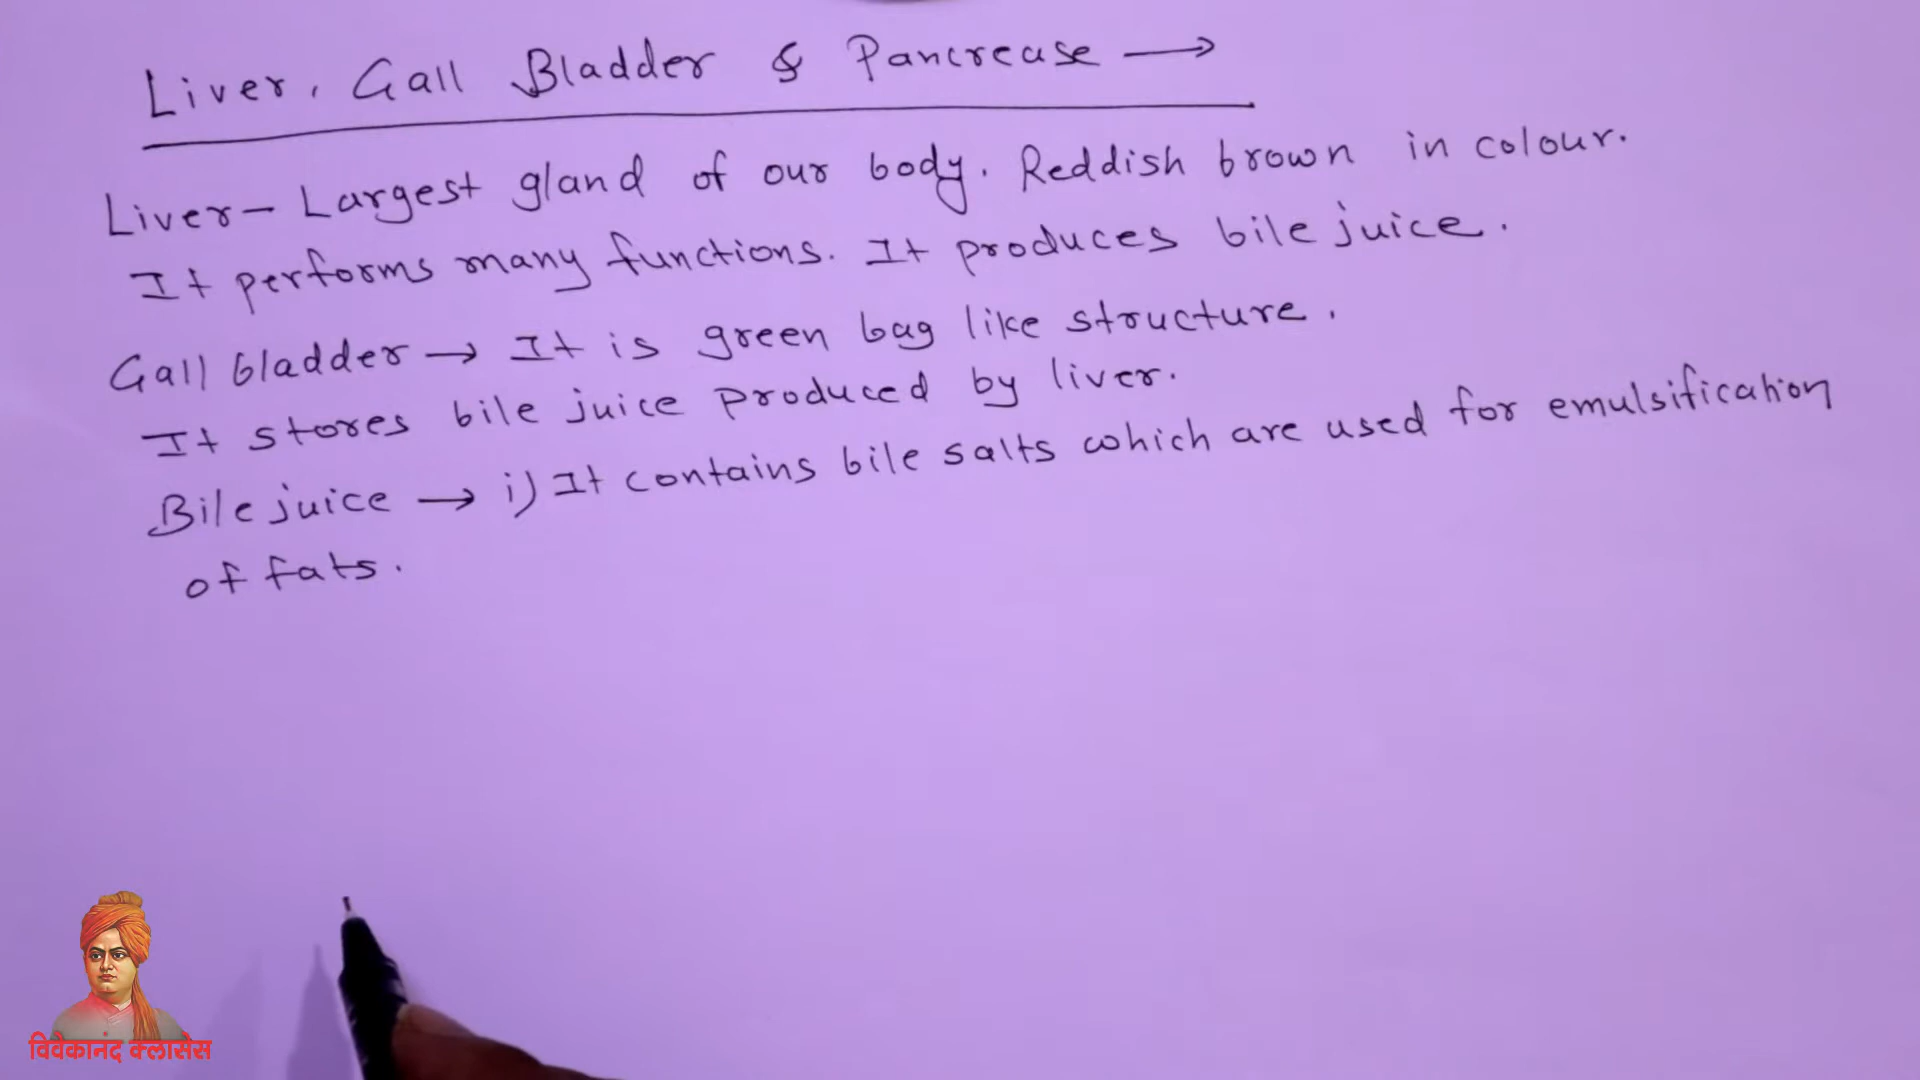 Liver, Gall Bladder & Pancrease →
Liver – Largest gland of our body. Reddish brown in colour.
It performs many functions. It produces bile juice.
Gall bladder → It is green bag like structure.
It stores bile juice produced by liver.
Bile juice → i) It contains bile salts which are used for emulsification
of fats.
विवेकानंद क्लासेस